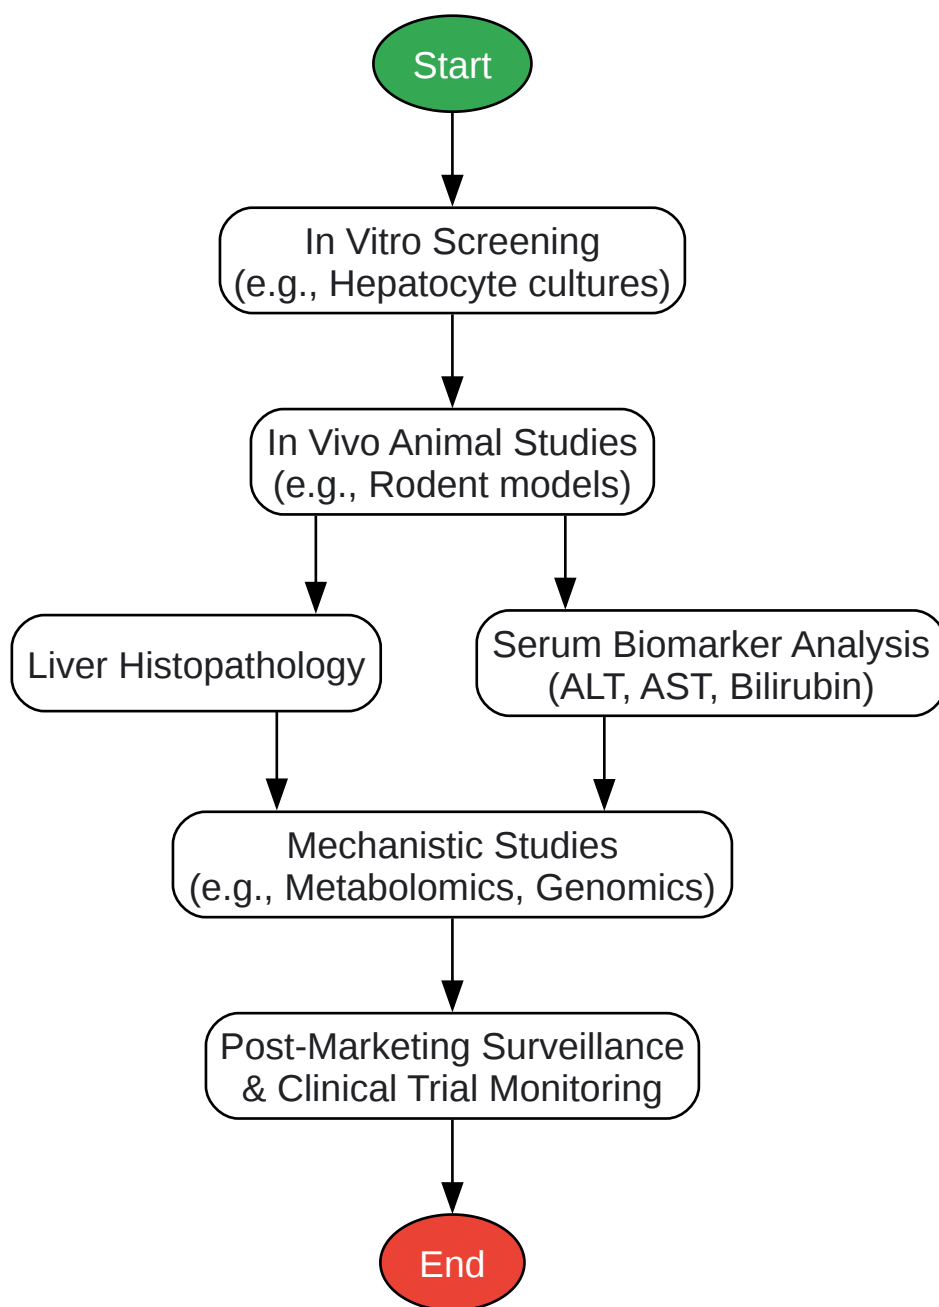 Start
In Vitro Screening
(e.g., Hepatocyte cultures)
In Vivo Animal Studies
(e.g., Rodent models)
Liver Histopathology
Serum Biomarker Analysis
(ALT, AST, Bilirubin)
Mechanistic Studies
(e.g., Metabolomics, Genomics)
Post-Marketing Surveillance
& Clinical Trial Monitoring
End